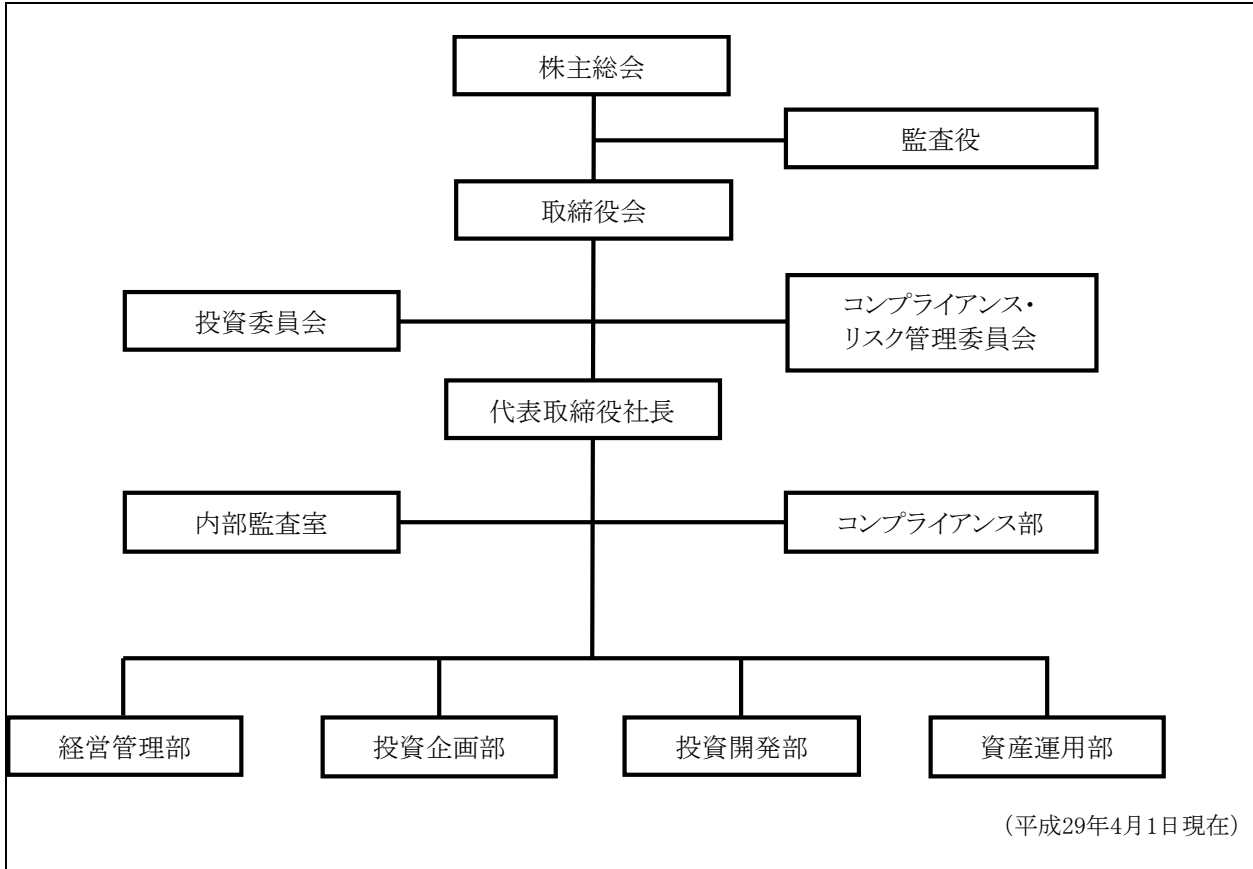 株主総会
監査役
取締役会
投資委員会
コンプライアンス・
リスク管理委員会
代表取締役社長
内部監査室
コンプライアンス部
経営管理部
投資企画部
投資開発部
資産運用部
（平成29年4月1日現在）